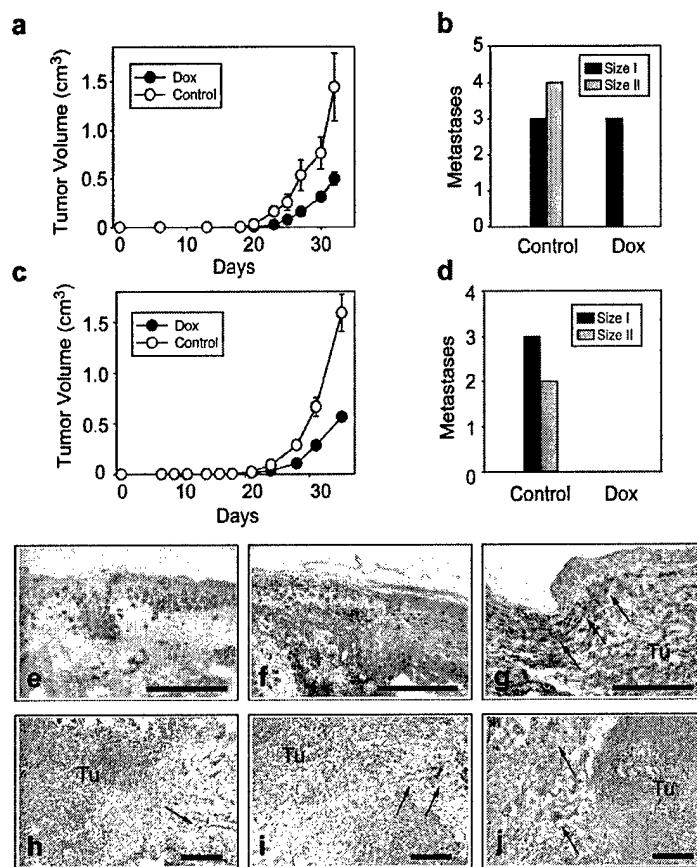 a
b
Tumor Volume (cm³)
1.5
1.0
0.5
0
Dox
Control
0 10 20 30
Days
Metastases
5
4
3
2
1
0
Size I
Size II
Control Dox
c
d
Tumor Volume (cm³)
1.5
1.0
0.5
0
Dox
Control
0 10 20 30
Days
Metastases
4
3
2
1
0
Size I
Size II
Control Dox
e
f
g
Tu
h
Tu
i
Tu
j
Tu